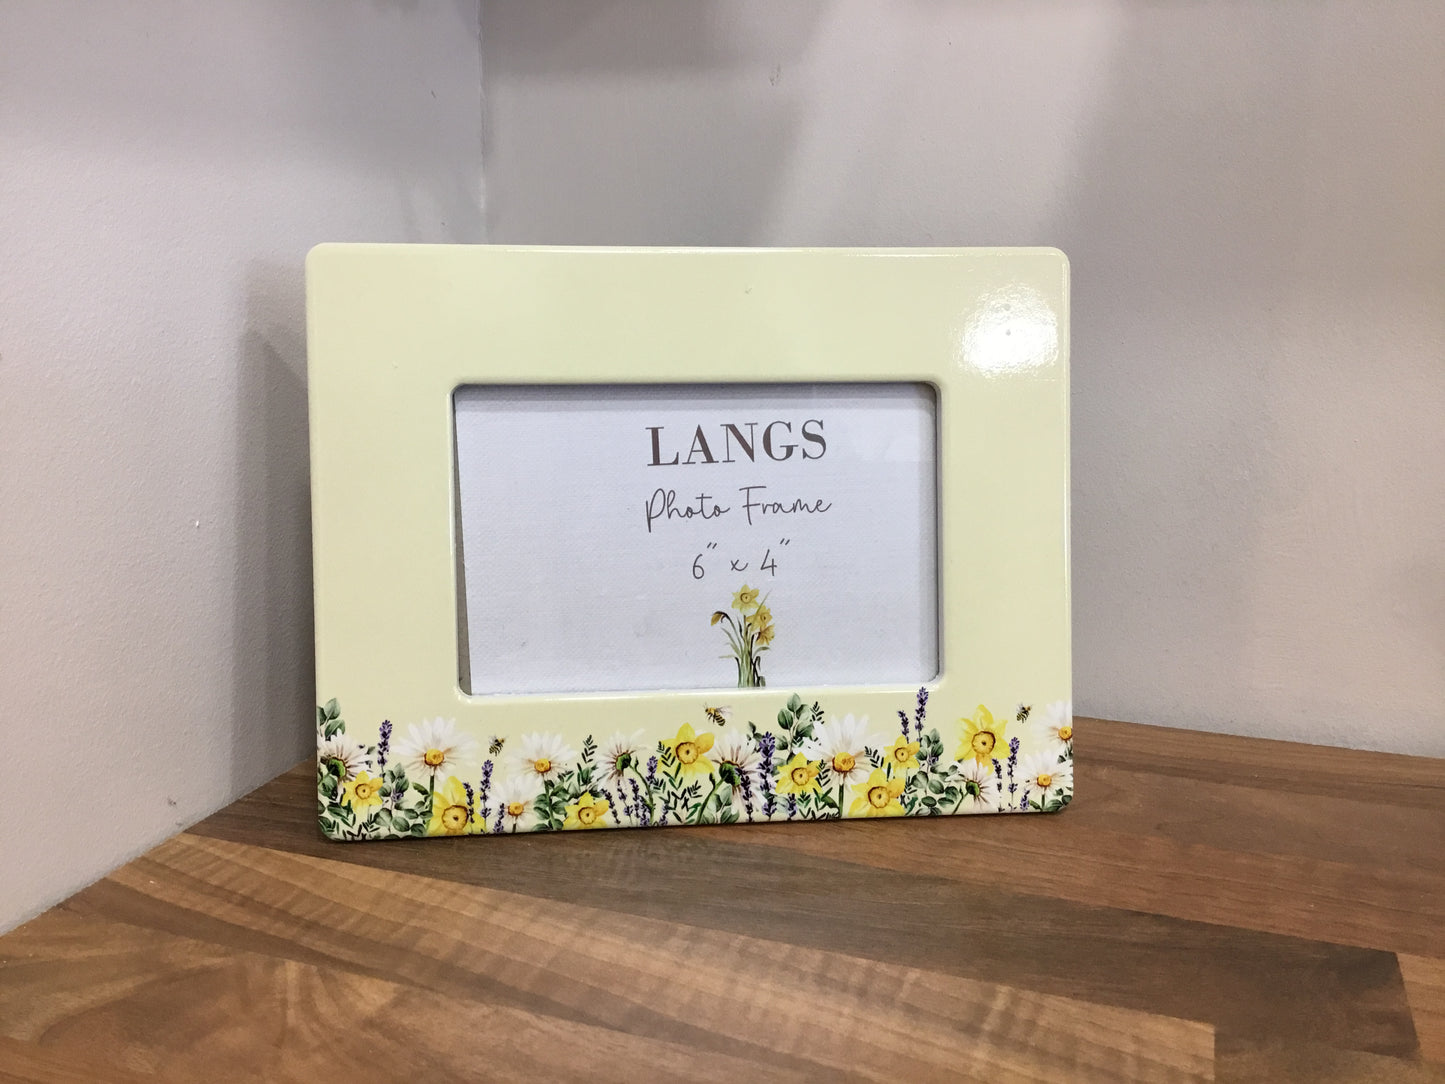 LANGS
Photo Frame
6" x 4"